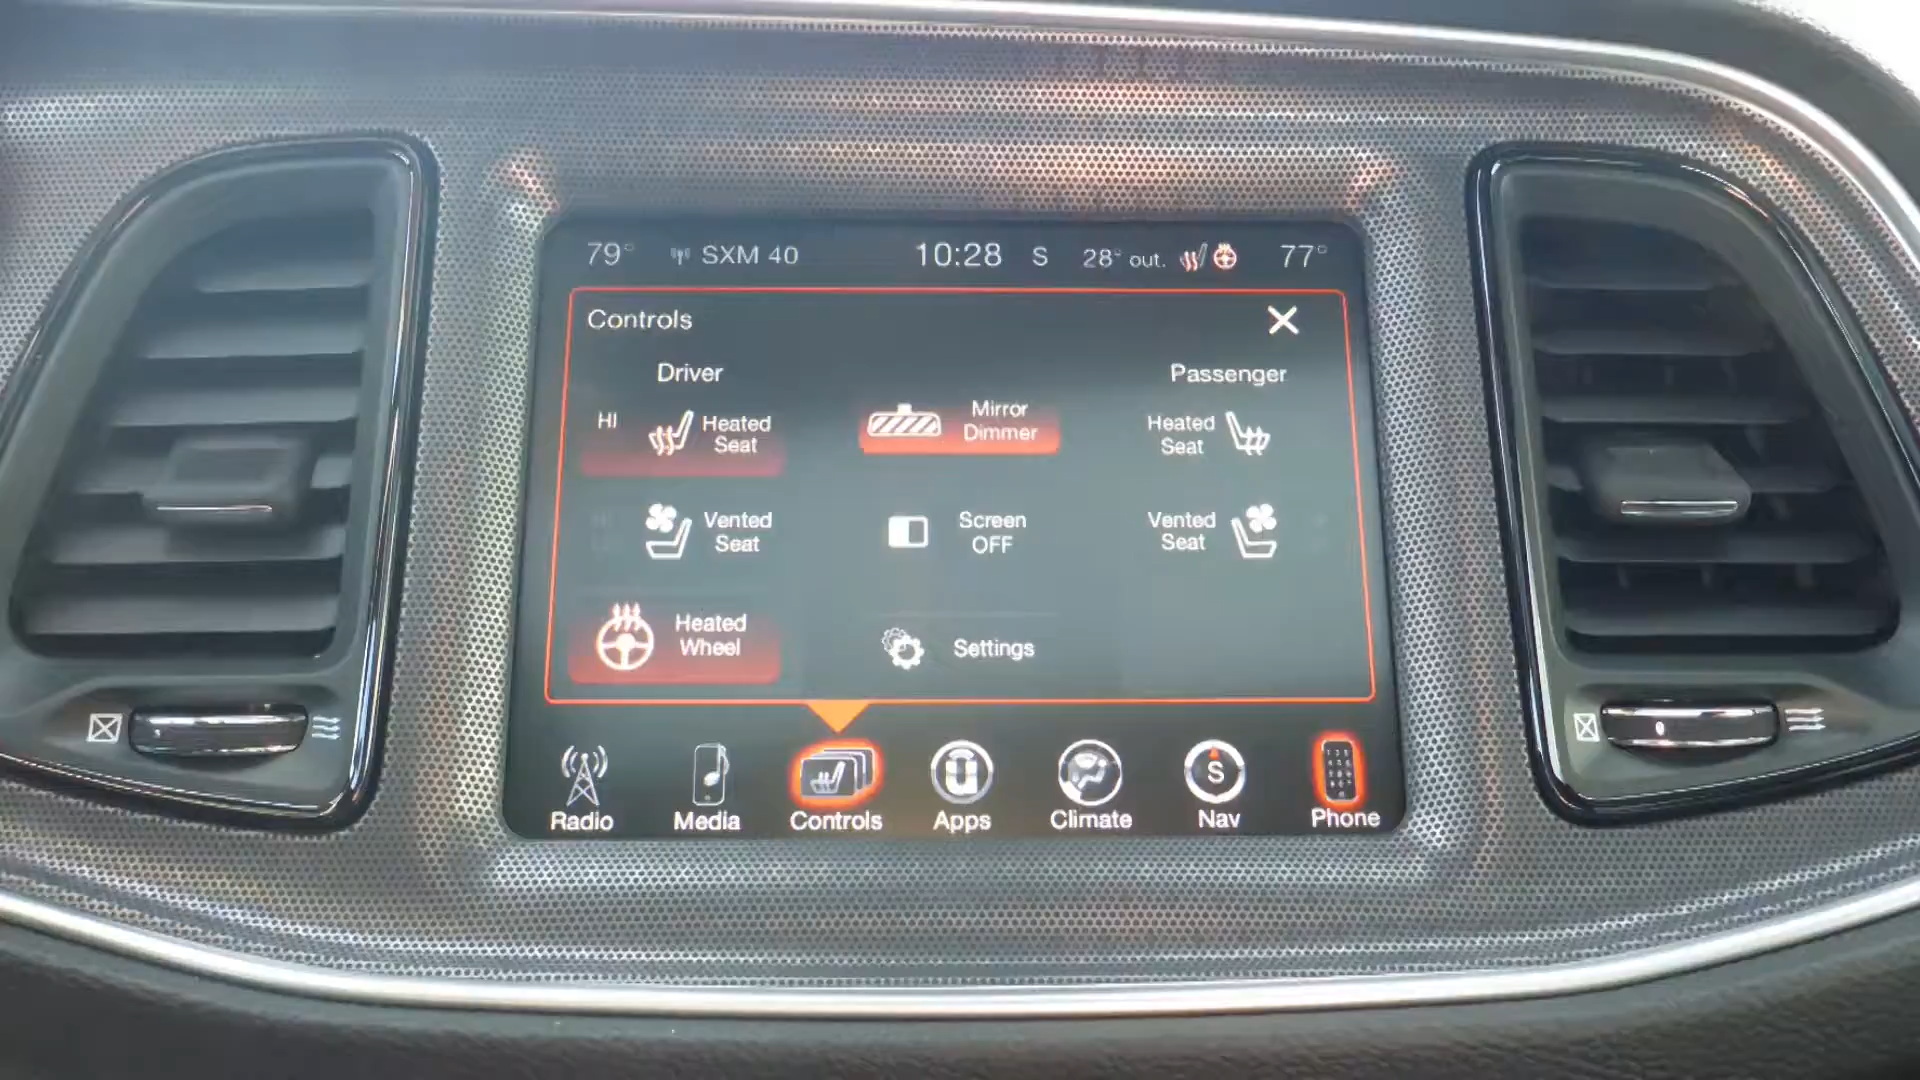 79° SXM 40 10:28 S 28° out. 77°
Controls
Driver
Passenger
HI
Heated
Seat
Mirror
Dimmer
Heated
Seat
Vented
Seat
Screen
OFF
Vented
Seat
Heated
Wheel
Settings
S
Radio Media Controls Apps Climate Nav Phone